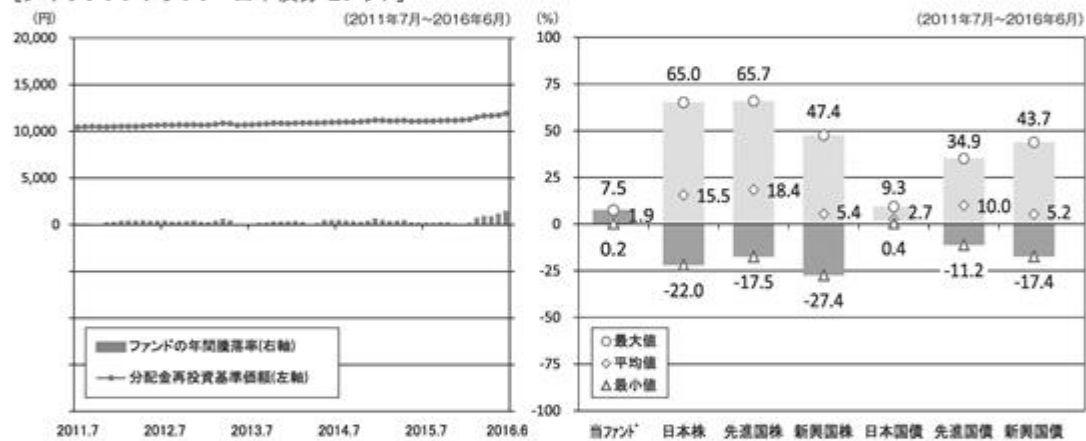 (円)
(2011年7月～2016年6月)
20,000
15,000
10,000
5,000
0
ファンドの年間騰落率(右軸)
分配金再投資基準価額(左軸)
2011.7 2012.7 2013.7 2014.7 2015.7 2016.6
(%)
(2011年7月～2016年6月)
100
75
50
25
0
-25
-50
-75
-100
65.0 65.7 47.4 43.7
34.9
7.5 9.3
1.9 15.5 18.4 5.4 2.7 10.0 5.2
0.2 0.4
-22.0 -17.5 -27.4 -11.2 -17.4
最大値
平均値
最小値
当ファンド 日本株 先進国株 新興国株 日本国債 先進国債 新興国債